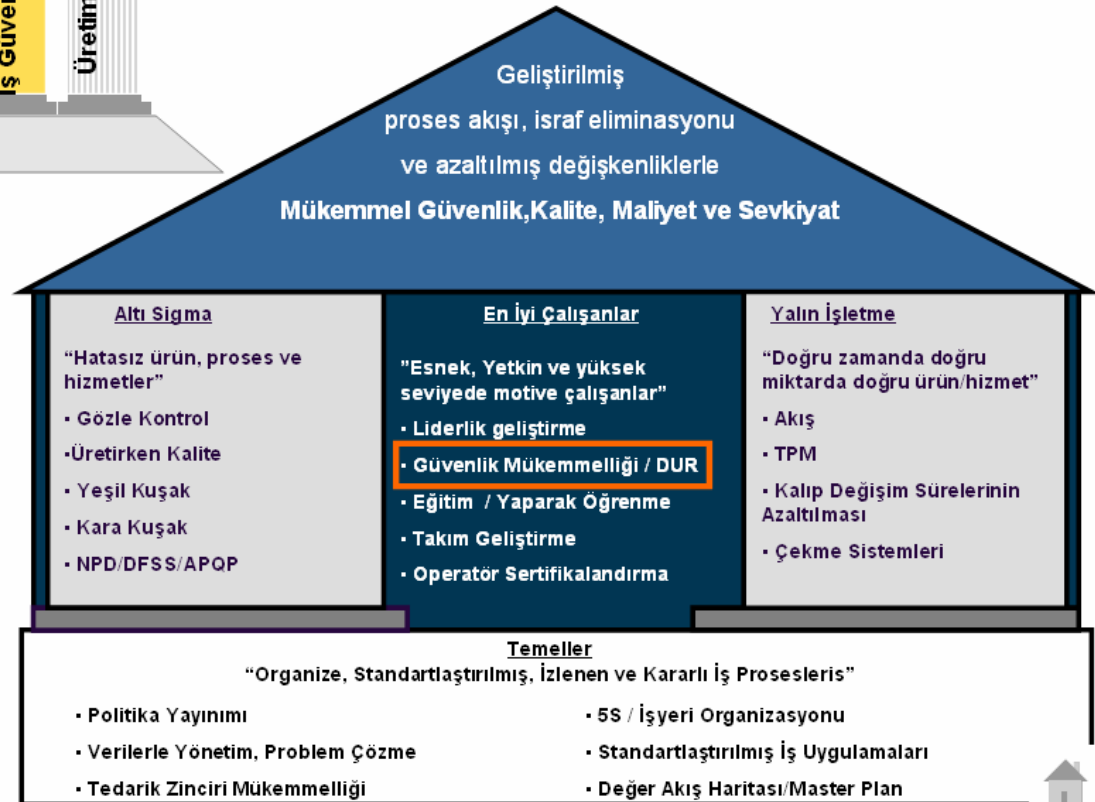 İş Güven
Üretim
Geliştirilmiş
proses akışı, israf eliminasyonu
ve azaltılmış değişkenliklerle
Mükemmel Güvenlik,Kalite, Maliyet ve Sevkiyat
Altı Sigma
“Hatasız ürün, proses ve
hizmetler”
▪ Gözle Kontrol
▪Üretirken Kalite
▪ Yeşil Kuşak
▪ Kara Kuşak
▪ NPD/DFSS/APQP
En İyi Çalışanlar
”Esnek, Yetkin ve yüksek
seviyede motive çalışanlar”
▪ Liderlik geliştirme
▪ Güvenlik Mükemmelliği / DUR
▪ Eğitim / Yaparak Öğrenme
▪ Takım Geliştirme
▪ Operatör Sertifikalandırma
Yalın İşletme
“Doğru zamanda doğru
miktarda doğru ürün/hizmet”
▪ Akış
▪ TPM
▪ Kalıp Değişim Sürelerinin
Azaltılması
▪ Çekme Sistemleri
Temeller
“Organize, Standartlaştırılmış, İzlenen ve Kararlı İş Prosesleris”
▪ Politika Yayınımı
▪ Verilerle Yönetim, Problem Çözme
▪ Tedarik Zinciri Mükemmelliği
▪ 5S / İşyeri Organizasyonu
▪ Standartlaştırılmış İş Uygulamaları
▪ Değer Akış Haritası/Master Plan